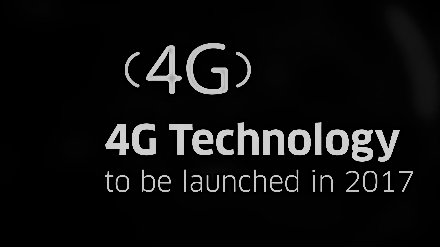 (4G)
4G Technology
to be launched in 2017